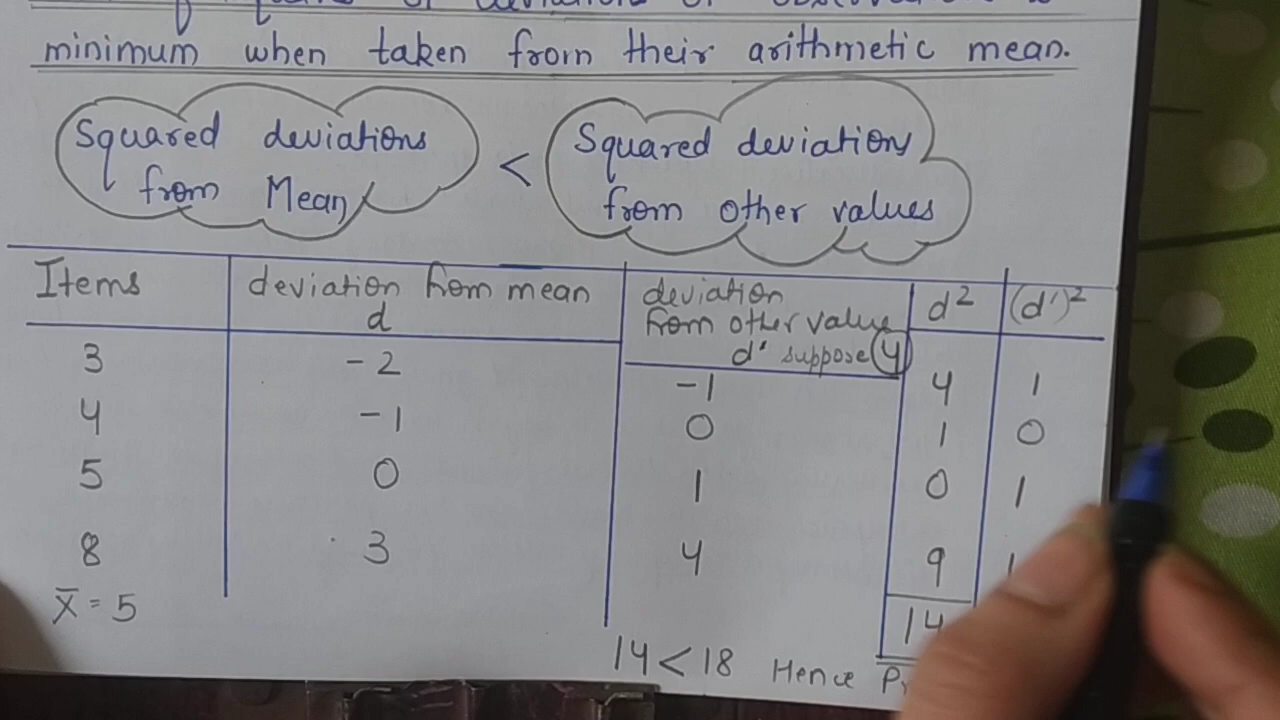 minimum when taken from their arithmetic mean.
Squared deviations from Mean < Squared deviations from other values
Items deviation from mean d deviation from other value d' suppose 4 d² (d')²
3 -2 -1 4 1
4 -1 0 1 0
5 0 1 0 1
8 3 4 9
X̄ = 5 14
14 < 18 Hence